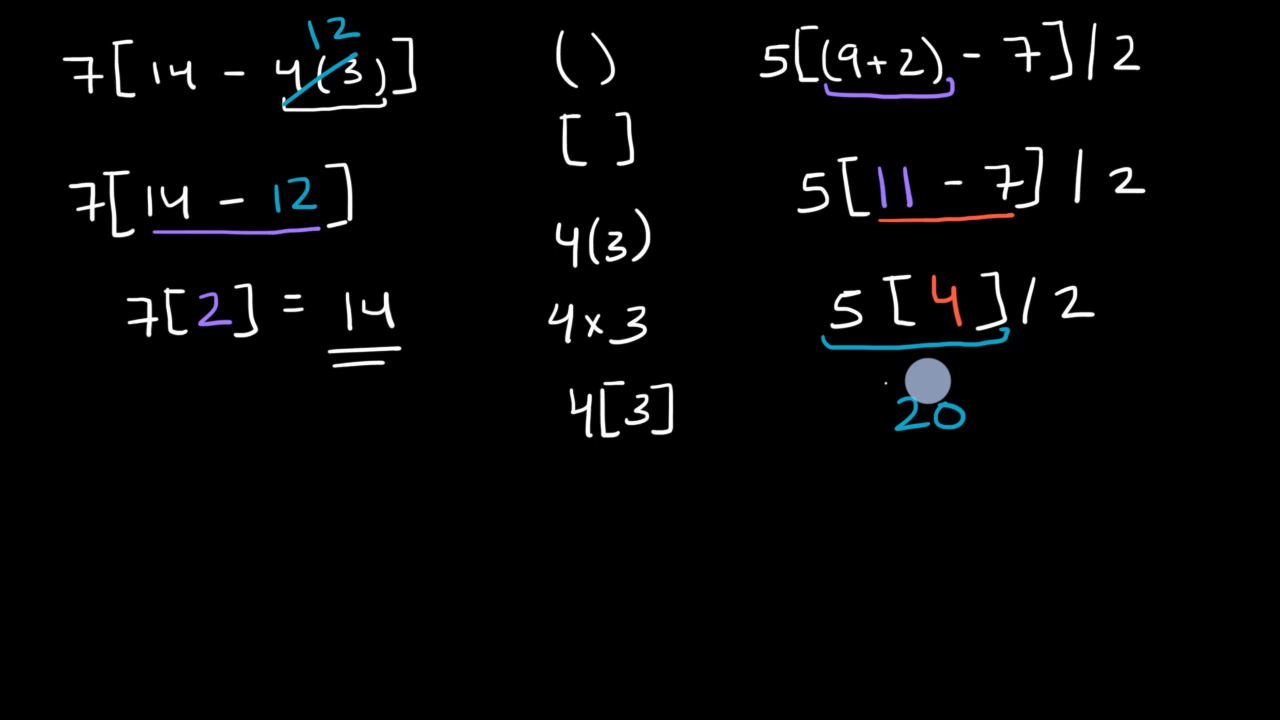 12
7[14 - 4(3)]
7[14 - 12]
7[2] = 14
( )
[ ]
4(3)
4 x 3
4[3]
5[(9+2) - 7] / 2
5[11 - 7] / 2
5[4] / 2
20